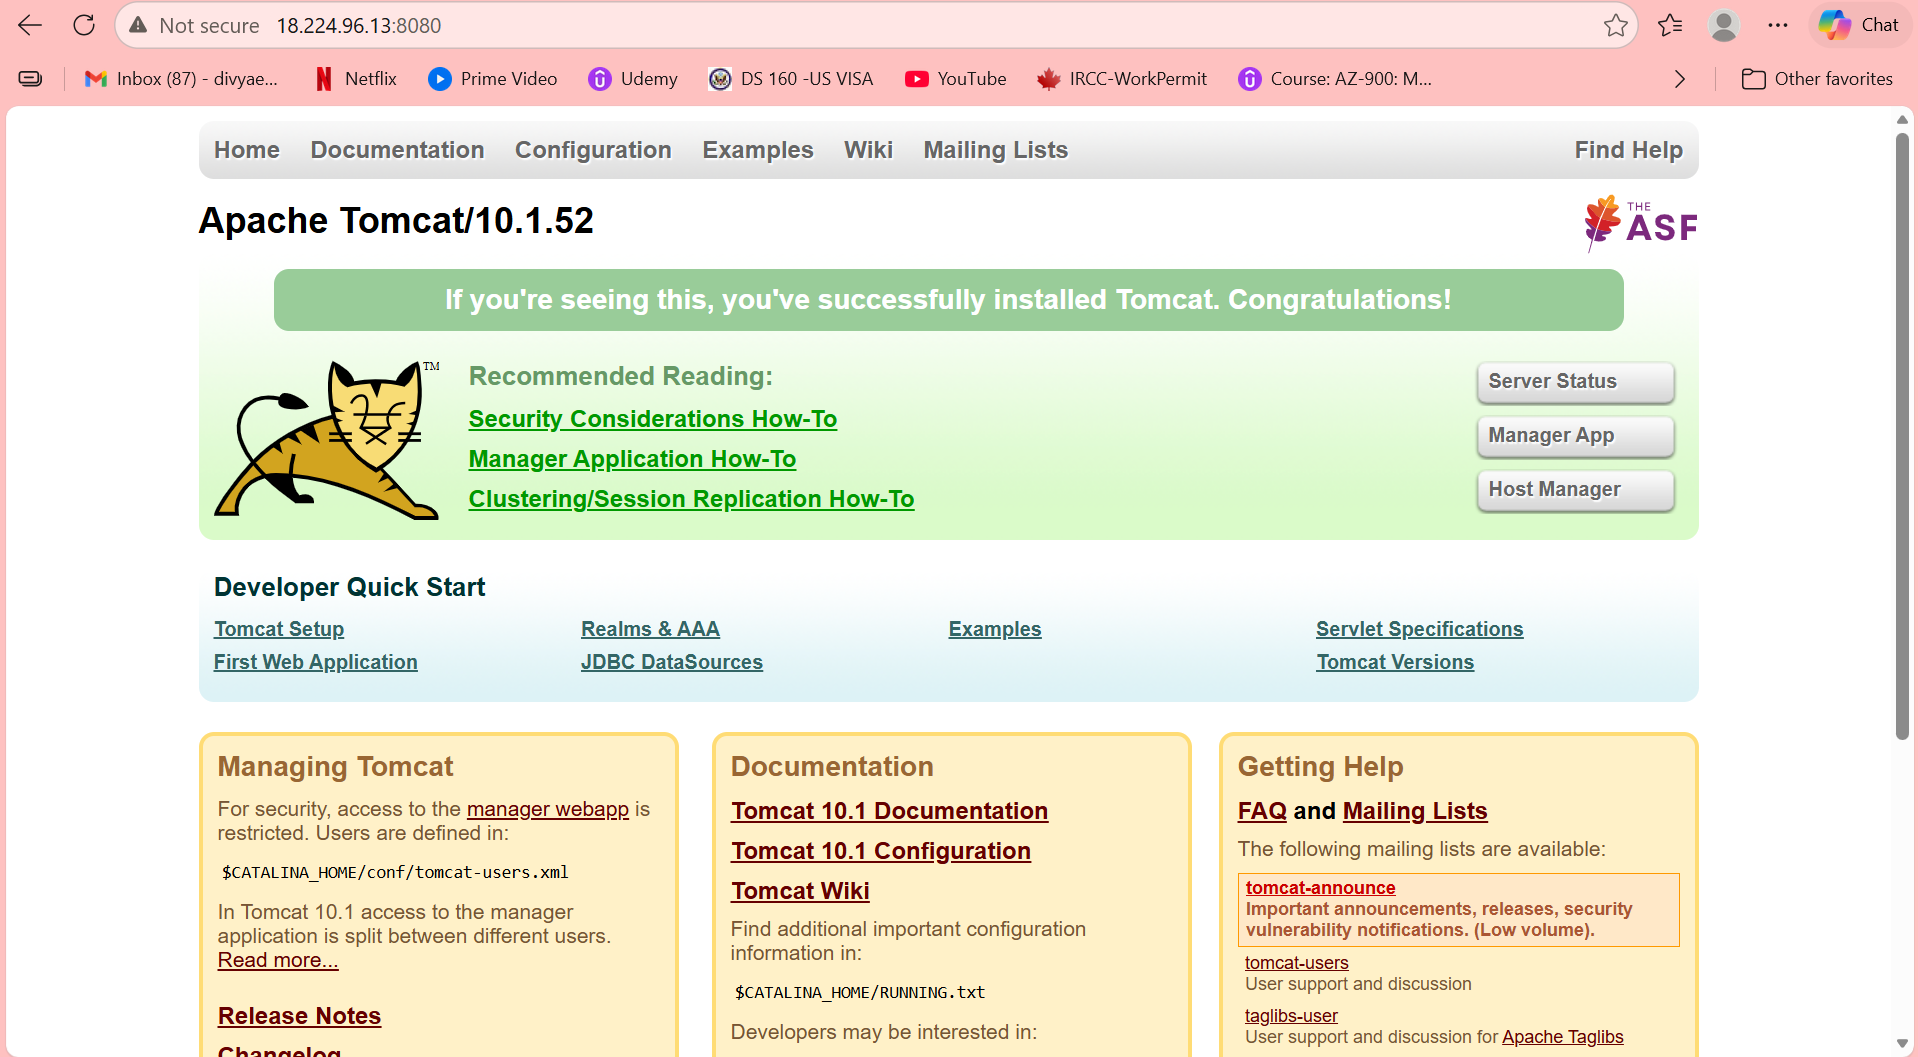 Not secure 18.224.96.13:8080
Chat
Inbox (87) - divyae...
Netflix
Prime Video
Udemy
DS 160 -US VISA
YouTube
IRCC-WorkPermit
Course: AZ-900: M...
Other favorites
Home
Documentation
Configuration
Examples
Wiki
Mailing Lists
Find Help
Apache Tomcat/10.1.52
THE
ASF
If you're seeing this, you've successfully installed Tomcat. Congratulations!
TM
Recommended Reading:
Security Considerations How-To
Manager Application How-To
Clustering/Session Replication How-To
Server Status
Manager App
Host Manager
Developer Quick Start
Tomcat Setup
First Web Application
Realms & AAA
JDBC DataSources
Examples
Servlet Specifications
Tomcat Versions
Managing Tomcat
For security, access to the manager webapp is
restricted. Users are defined in:
$CATALINA_HOME/conf/tomcat-users.xml
In Tomcat 10.1 access to the manager
application is split between different users.
Read more...
Release Notes
Changelog
Documentation
Tomcat 10.1 Documentation
Tomcat 10.1 Configuration
Tomcat Wiki
Find additional important configuration
information in:
$CATALINA_HOME/RUNNING.txt
Developers may be interested in:
Getting Help
FAQ and Mailing Lists
The following mailing lists are available:
tomcat-announce
Important announcements, releases, security
vulnerability notifications. (Low volume).
tomcat-users
User support and discussion
taglibs-user
User support and discussion for Apache Taglibs